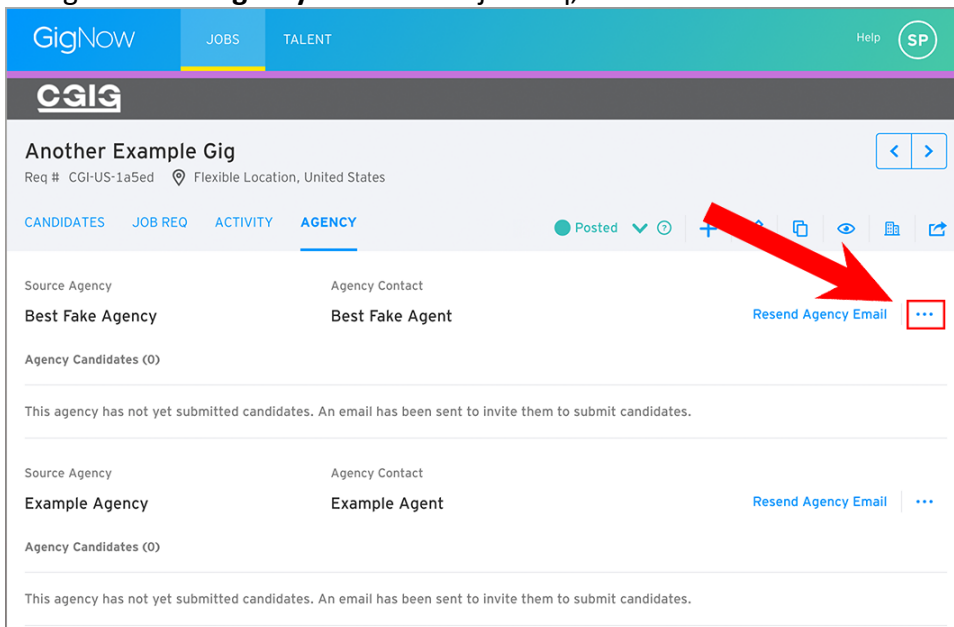 GigNow JOBS TALENT Help SP
CGIG
Another Example Gig
Req # CGI-US-1a5ed Flexible Location, United States
CANDIDATES JOB REQ ACTIVITY AGENCY Posted
Source Agency Agency Contact
Best Fake Agency Best Fake Agent Resend Agency Email ...
Agency Candidates (0)
This agency has not yet submitted candidates. An email has been sent to invite them to submit candidates.
Source Agency Agency Contact
Example Agency Example Agent Resend Agency Email ...
Agency Candidates (0)
This agency has not yet submitted candidates. An email has been sent to invite them to submit candidates.